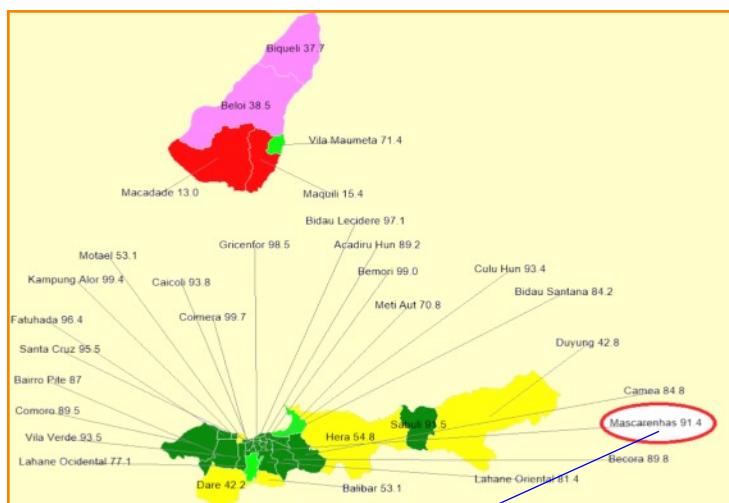 Biqueli 37.7
Beloi 38.5
Vila Maumeta 71.4
Macadade 13.0
Maquili 15.4
Bidau Lecidere 97.1
Gricenfor 98.5
Acadiru Hun 89.2
Motael 53.1
Bemori 99.0
Culu Hun 93.4
Kampung Alor 99.4
Caicoli 93.8
Bidau Santana 84.2
Meti Aut 70.8
Fatuhada 96.4
Coimera 99.7
Duyung 42.8
Santa Cruz 95.5
Bairro Pite 87
Camea 84.8
Comoro 89.5
Sabuli 91.5
Mascarenhas 91.4
Vila Verde 93.5
Hera 54.8
Lahane Ocidental 77.1
Becora 89.8
Lahane Oriental 81.4
Dare 42.2
Balibar 53.1